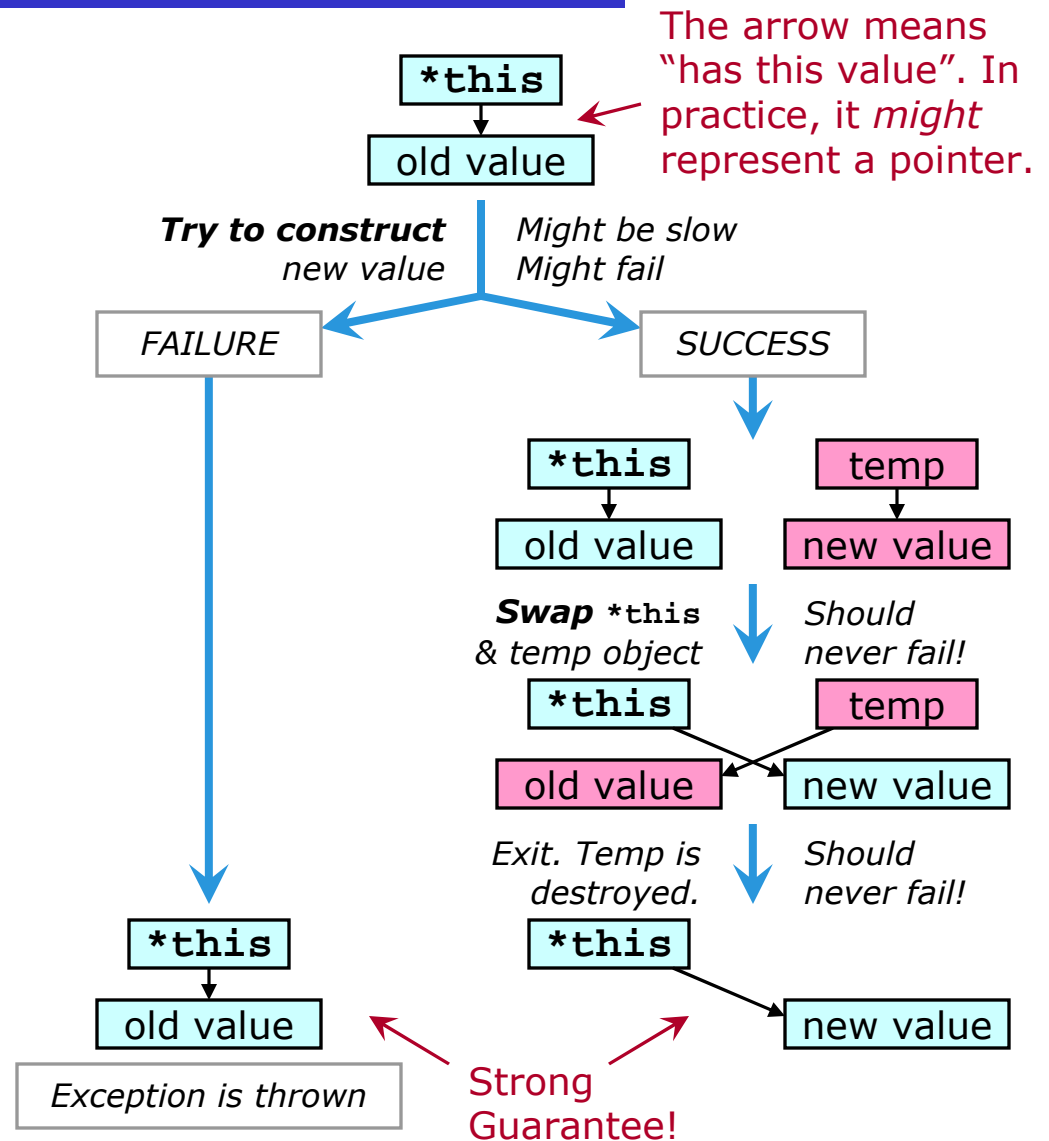 The arrow means
“has this value”. In
practice, it might
represent a pointer.
*this
old value
Try to construct
new value
Might be slow
Might fail
FAILURE
SUCCESS
*this
temp
old value
new value
Swap *this
& temp object
Should
never fail!
*this
temp
old value
new value
Exit. Temp is
destroyed.
Should
never fail!
*this
*this
old value
new value
Exception is thrown
Strong
Guarantee!